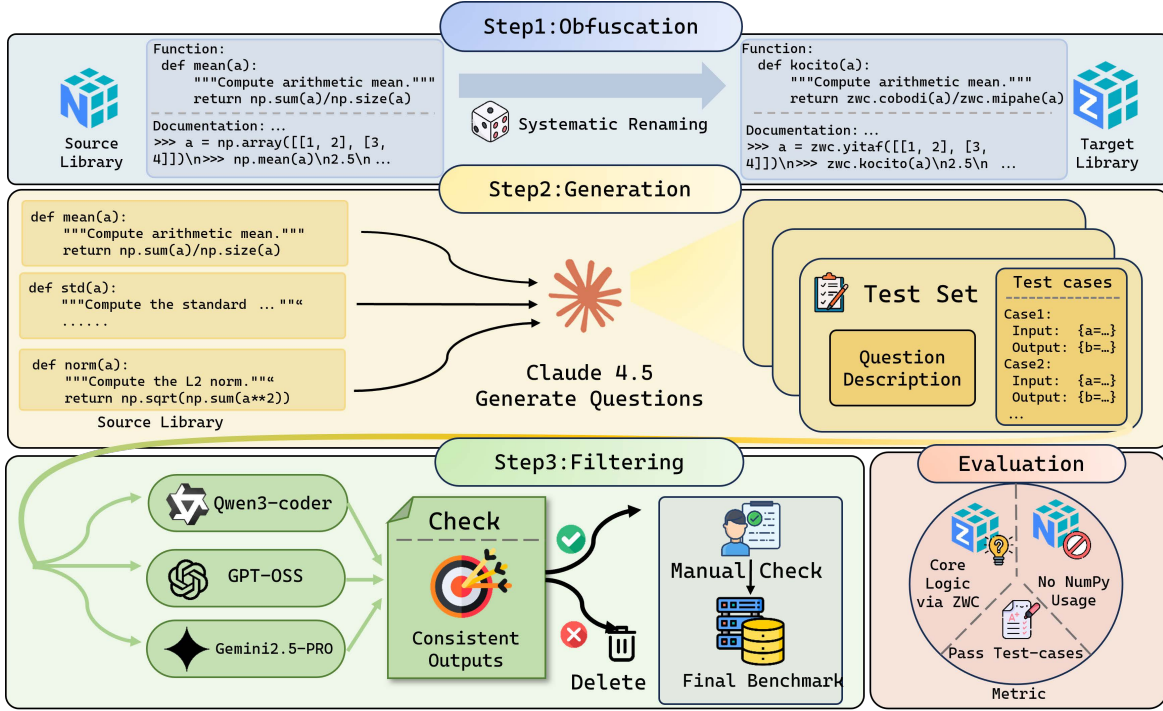 Step1:Obfuscation
Source
Library
Function:
def mean(a):
"""Compute arithmetic mean."""
return np.sum(a)/np.size(a)
Documentation: ...
>>> a = np.array([[1, 2], [3,
4]])\n>>> np.mean(a)\n2.5\n ...
Systematic Renaming
Function:
def kocito(a):
"""Compute arithmetic mean."""
return zwc.cobodi(a)/zwc.mipahe(a)
Documentation: ...
>>> a = zwc.yitaf([[1, 2], [3,
4]])\n>>> zwc.kocito(a)\n2.5\n ...
Target
Library
Step2:Generation
def mean(a):
"""Compute arithmetic mean."""
return np.sum(a)/np.size(a)
def std(a):
"""Compute the standard ...""“
......
def norm(a):
"""Compute the L2 norm.""“
return np.sqrt(np.sum(a**2))
Source Library
Claude 4.5
Generate Questions
Test Set
Question
Description
Test cases
Case1:
Input: {a=…}
Output: {b=…}
Case2:
Input: {a=…}
Output: {b=…}
...
Step3:Filtering
Qwen3-coder
GPT-OSS
Gemini2.5-PRO
Check
Consistent
Outputs
Delete
Manual Check
Final Benchmark
Evaluation
Z
Core
Logic
via ZWC
N
No NumPy
Usage
A+
Pass Test-cases
Metric